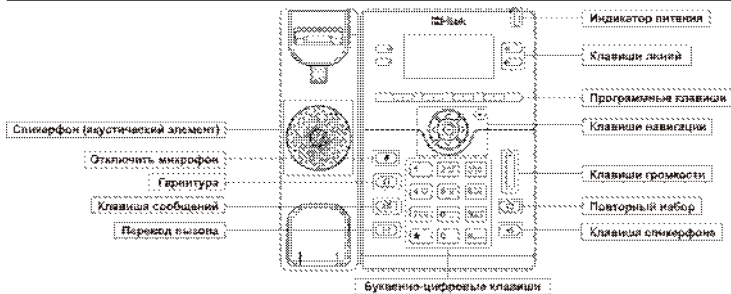 Индикатор питания
Клавиши линий
Программные клавиши
Спикерфон (акустический элемент)
Клавиши навигации
Отключить микрофон
Гарнитура
Клавиши громкости
Клавиша сообщений
Повторный набор
Перевод вызова
Клавиша спикерфона
Буквенно-цифровые клавиши